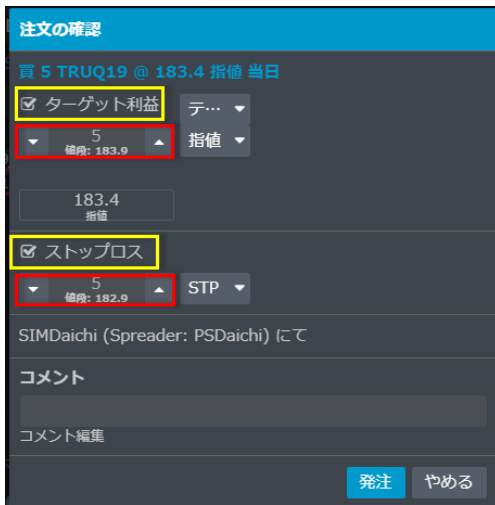 注文の確認
買 5 TRUQ19 @ 183.4 指値 当日
ターゲット利益 テ…
5 指値
値段: 183.9
183.4
指値
ストップロス
5 STP
値段: 182.9
SIMDaichi (Spreader: PSDaichi) にて
コメント
コメント編集
発注 やめる